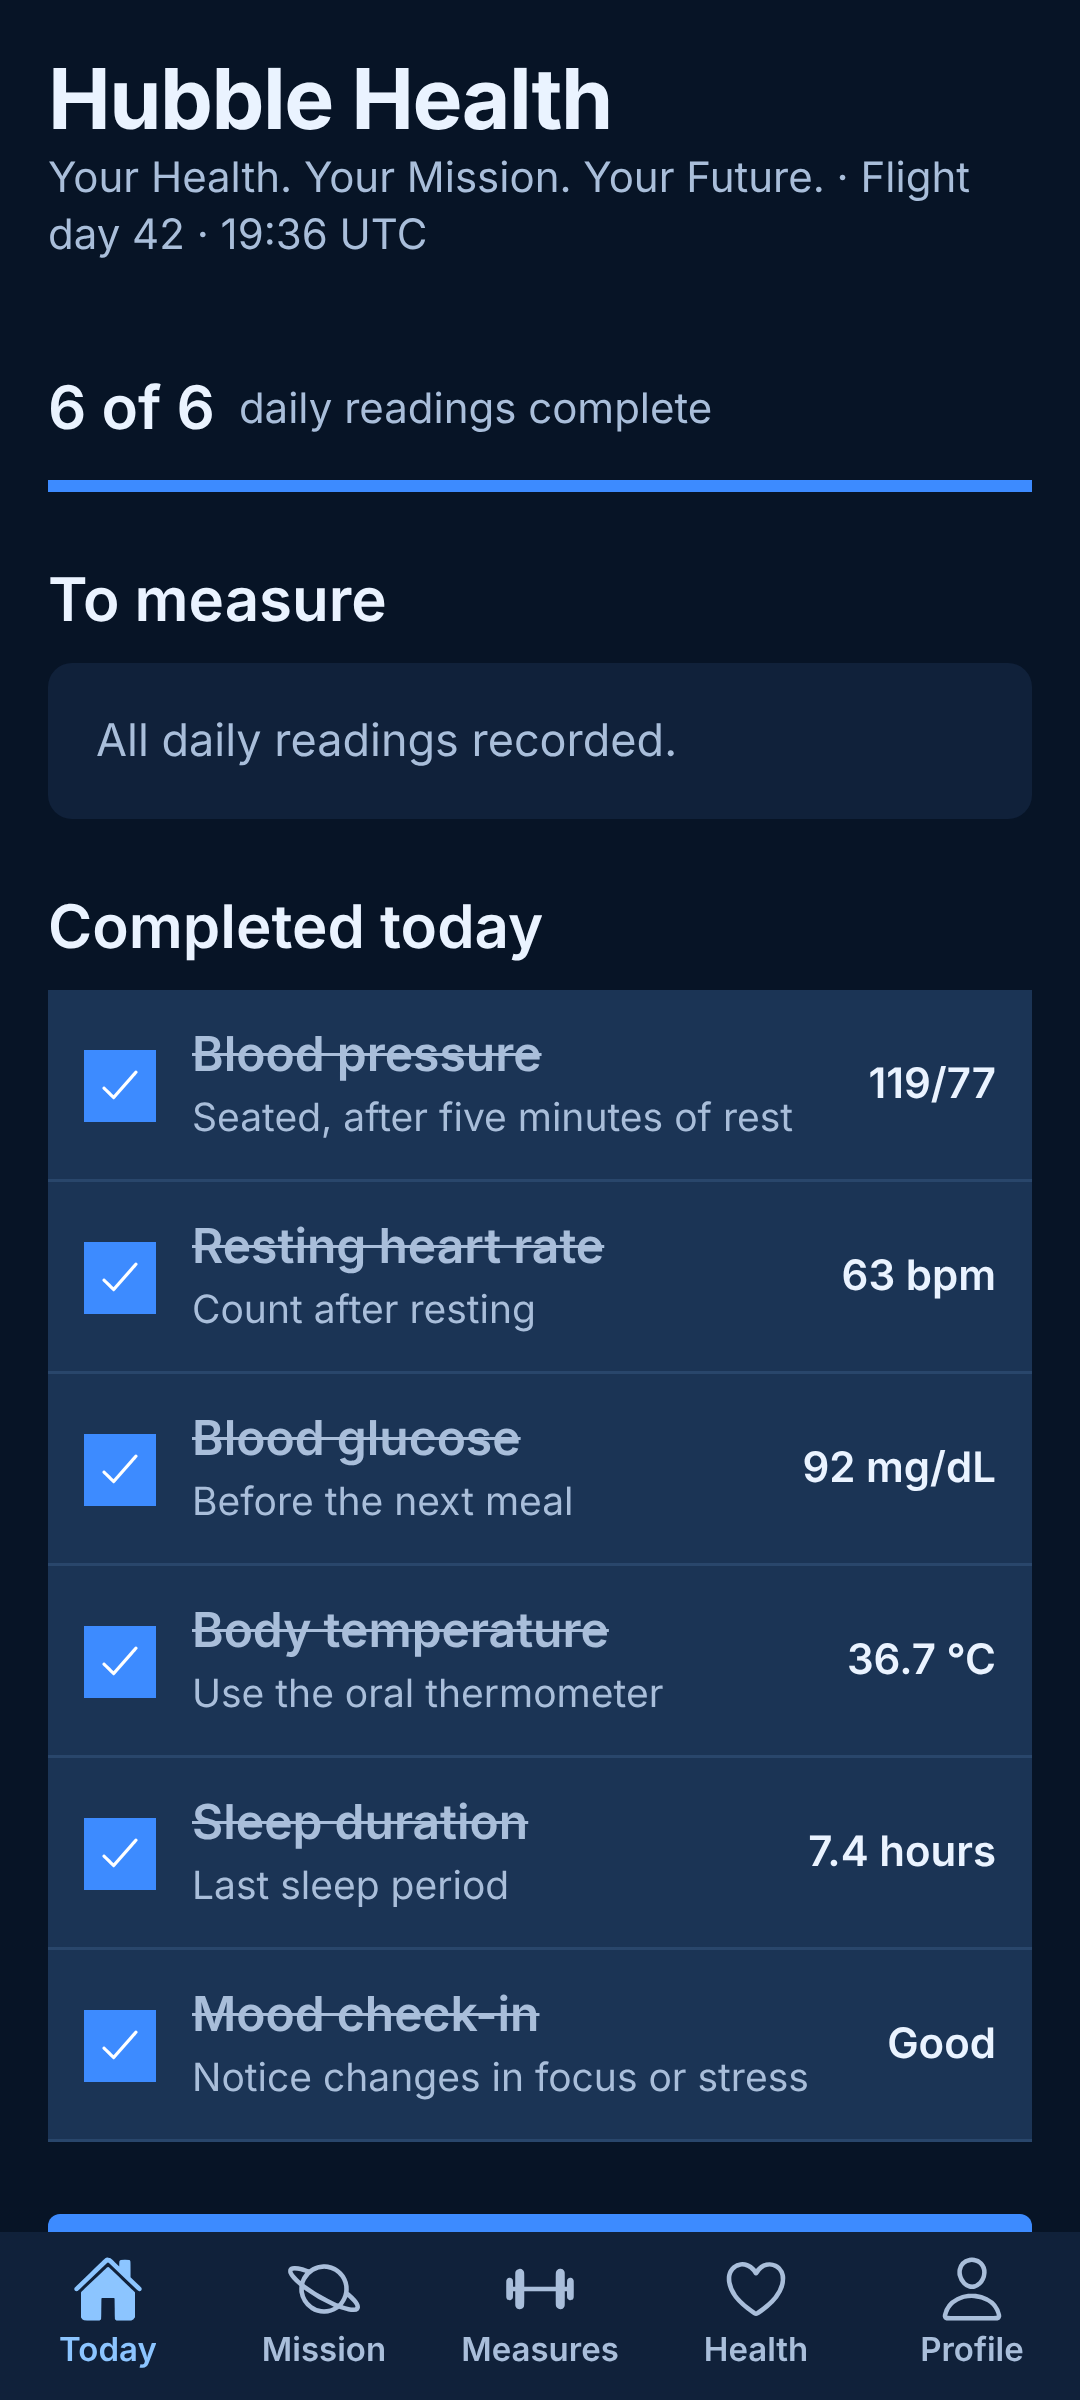 Hubble Health
Your Health. Your Mission. Your Future. · Flight
day 42 · 19:36 UTC
6 of 6 daily readings complete
To measure
All daily readings recorded.
Completed today
Blood pressure
Seated, after five minutes of rest
119/77
Resting heart rate
Count after resting
63 bpm
Blood glucose
Before the next meal
92 mg/dL
Body temperature
Use the oral thermometer
36.7 °C
Sleep duration
Last sleep period
7.4 hours
Mood check-in
Notice changes in focus or stress
Good
Today Mission Measures Health Profile